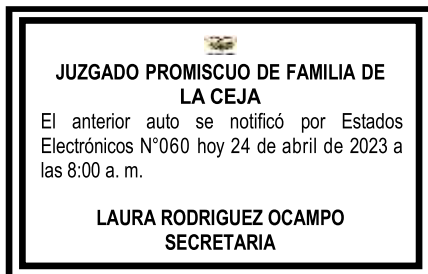 JUZGADO PROMISCUO DE FAMILIA DE
LA CEJA
El anterior auto se notificó por Estados
Electrónicos N°060 hoy 24 de abril de 2023 a
las 8:00 a. m.
LAURA RODRIGUEZ OCAMPO
SECRETARIA